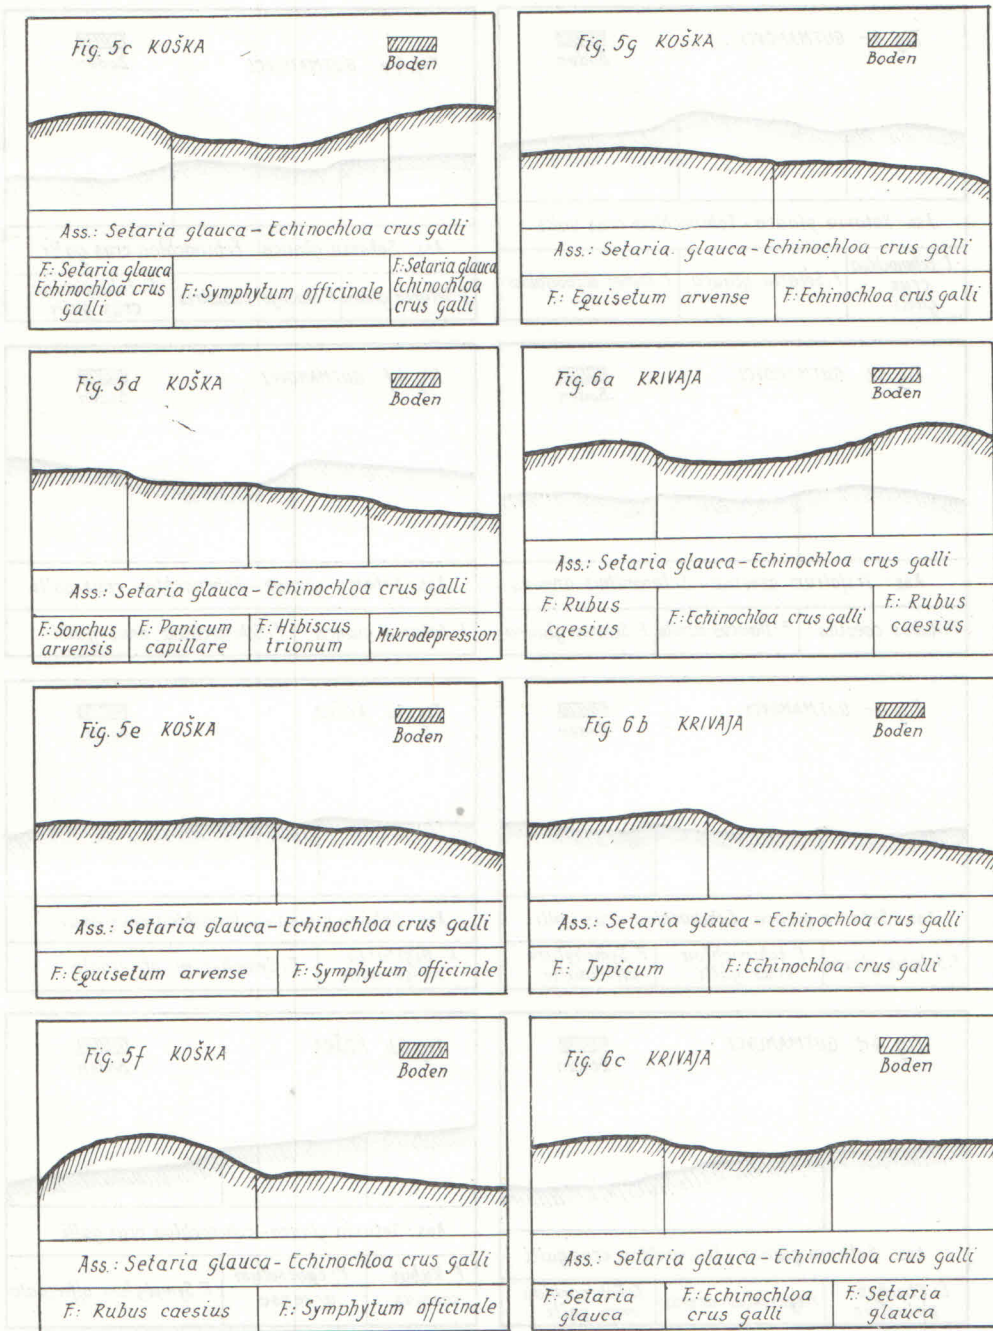 Fig. 5c KOŠKA
Boden
Ass.: Setaria glauca – Echinochloa crus galli
F.: Setaria glauca
Echinochloa crus
galli
F.: Symphytum officinale
F.: Setaria glauca
Echinochloa
crus galli
Fig. 5g KOŠKA
Boden
Ass.: Setaria. glauca – Echinochloa crus galli
F.: Equisetum arvense
F.: Echinochloa crus galli
Fig. 5d KOŠKA
Boden
Ass.: Setaria glauca – Echinochloa crus galli
F.: Sonchus
arvensis
F.: Panicum
capillare
F.: Hibiscus
trionum
Mikrodepression
Fig. 6a KRIVAJA
Boden
Ass.: Setaria glauca – Echinochloa crus galli
F.: Rubus
caesius
F.: Echinochloa crus galli
F.: Rubus
caesius
Fig. 5e KOŠKA
Boden
Ass.: Setaria glauca – Echinochloa crus galli
F.: Equisetum arvense
F.: Symphytum officinale
Fig. 6b KRIVAJA
Boden
Ass.: Setaria glauca – Echinochloa crus galli
F.: Typicum
F.: Echinochloa crus galli
Fig. 5f KOŠKA
Boden
Ass.: Setaria glauca – Echinochloa crus galli
F.: Rubus caesius
F.: Symphytum officinale
Fig. 6c KRIVAJA
Boden
Ass.: Setaria glauca – Echinochloa crus galli
F.: Setaria
glauca
F.: Echinochloa
crus galli
F.: Setaria
glauca